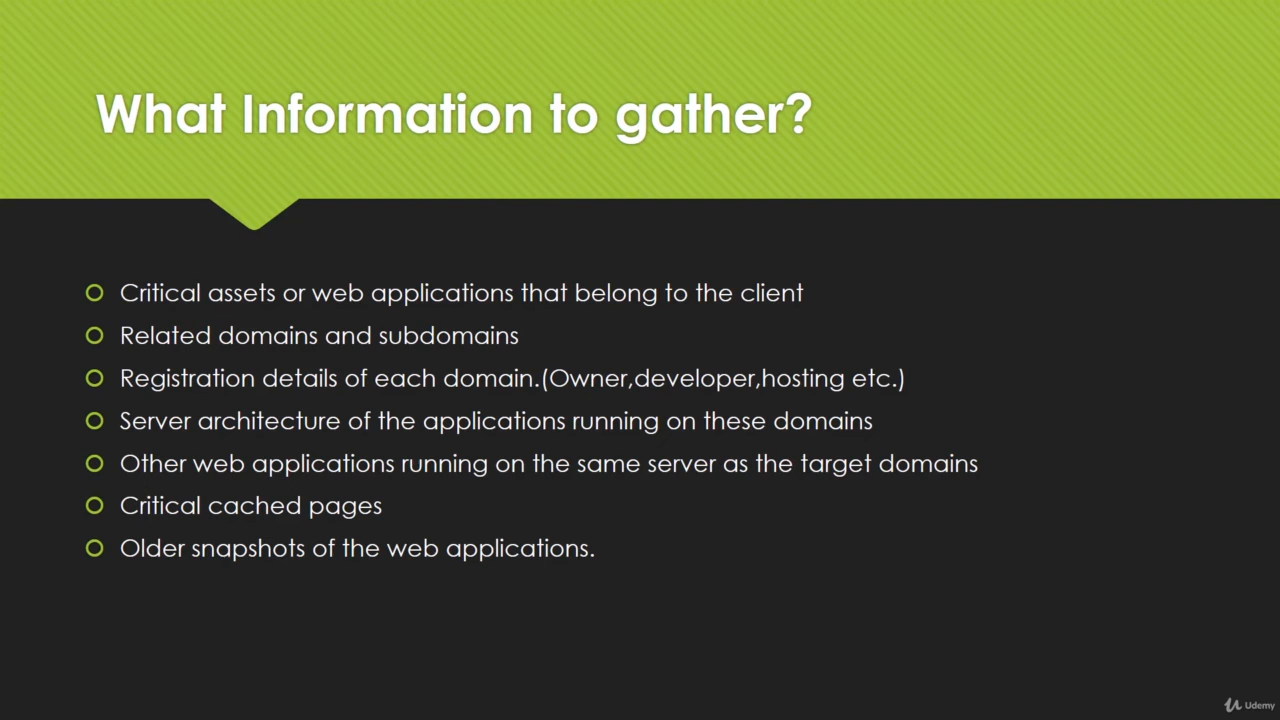 What Information to gather?
Critical assets or web applications that belong to the client
Related domains and subdomains
Registration details of each domain.(Owner,developer,hosting etc.)
Server architecture of the applications running on these domains
Other web applications running on the same server as the target domains
Critical cached pages
Older snapshots of the web applications.
Udemy